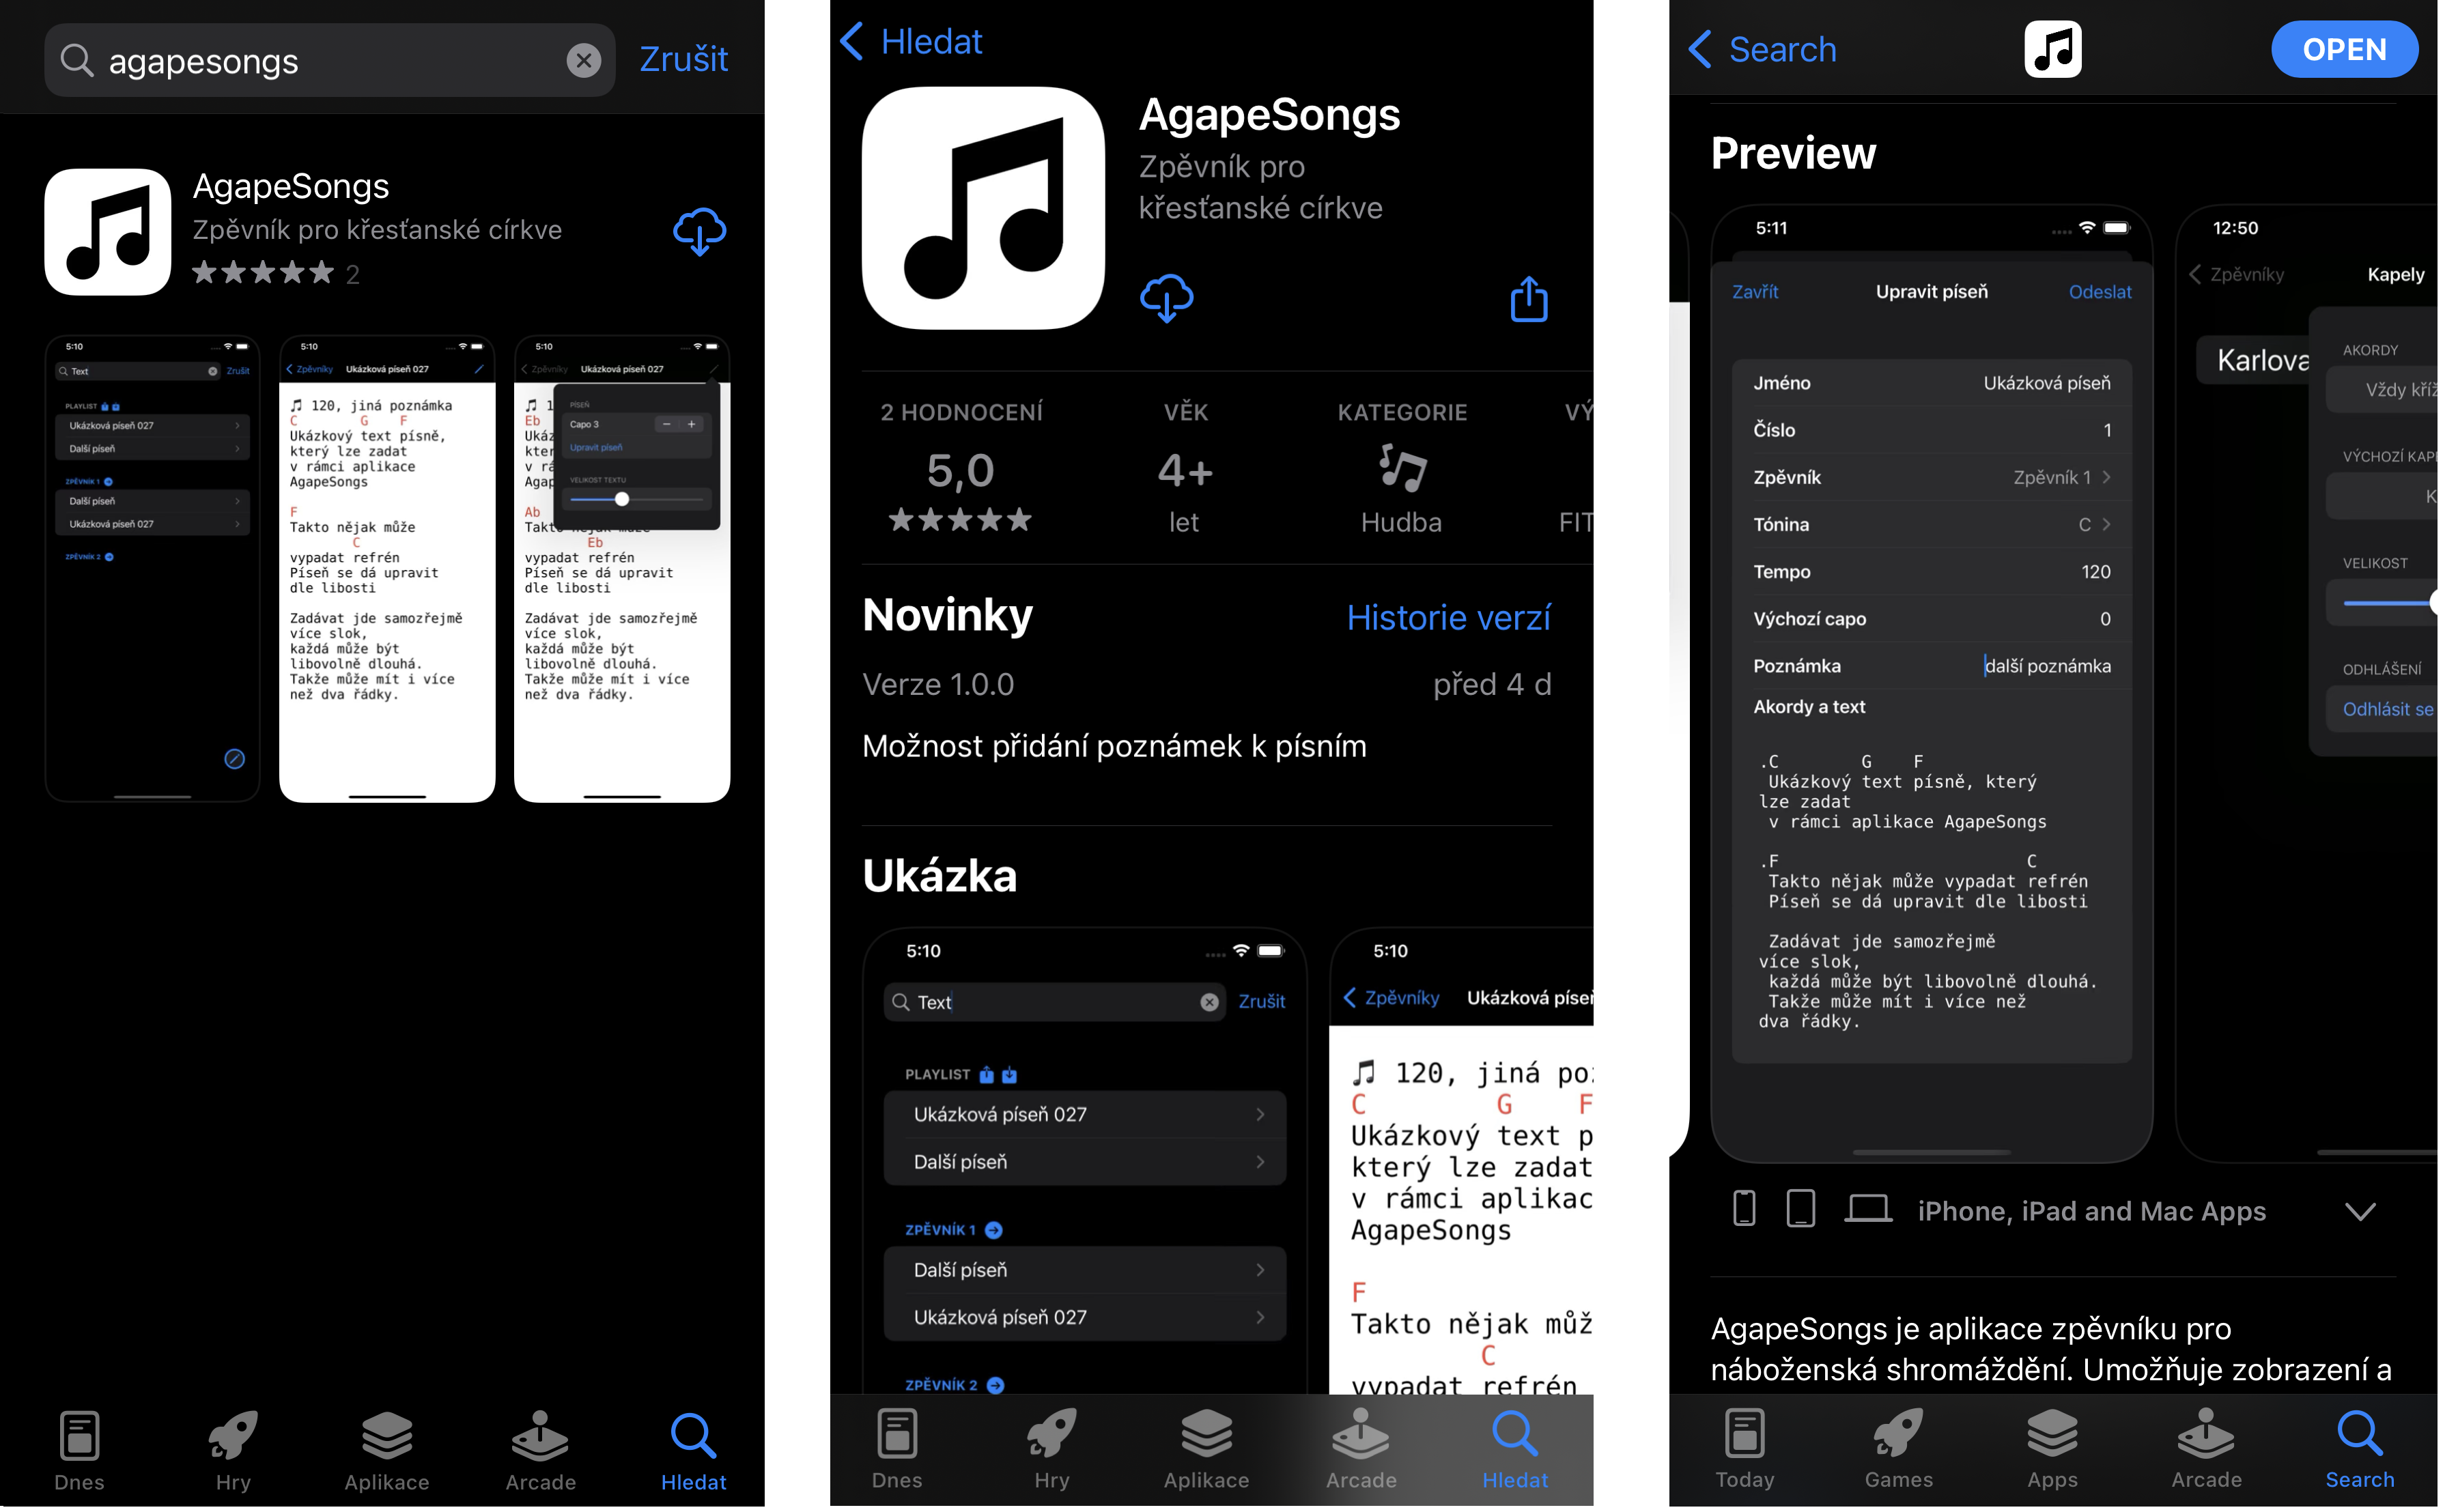 agapesongs
Zrušit
AgapeSongs
Zpěvník pro křesťanské církve
2
5:10
Text
Zrušit
PLAYLIST
Ukázková píseň 027
Další píseň
ZPĚVNÍK 1
Další píseň
Ukázková píseň 027
ZPĚVNÍK 2
5:10
Zpěvníky
Ukázková píseň 027
120, jiná poznámka
C G F
Ukázkový text písně,
který lze zadat
v rámci aplikace
AgapeSongs
F
Takto nějak může
C
vypadat refrén
Píseň se dá upravit
dle libosti
Zadávat jde samozřejmě
více slok,
každá může být
libovolně dlouhá.
Takže může mít i více
než dva řádky.
5:10
Zpěvníky
Ukázková píseň 027
1
Eb
Ukáz
kter
v rá
Agap
PÍSEŇ
Capo 3
− +
Upravit píseň
VELIKOST TEXTU
Ab
Takto nějak může
Eb
vypadat refrén
Píseň se dá upravit
dle libosti
Zadávat jde samozřejmě
více slok,
každá může být
libovolně dlouhá.
Takže může mít i více
než dva řádky.
Dnes
Hry
Aplikace
Arcade
Hledat
Hledat
AgapeSongs
Zpěvník pro
křesťanské církve
2 HODNOCENÍ
5,0
VĚK
4+
let
KATEGORIE
Hudba
VÝ
FIT
Novinky
Historie verzí
Verze 1.0.0
před 4 d
Možnost přidání poznámek k písním
Ukázka
5:10
Text
Zrušit
PLAYLIST
Ukázková píseň 027
Další píseň
ZPĚVNÍK 1
Další píseň
Ukázková píseň 027
ZPĚVNÍK 2
5:10
Zpěvníky
Ukázková píseň
120, jiná poz
C G F
Ukázkový text p
který lze zadat
v rámci aplikac
AgapeSongs
F
Takto nějak můž
C
vypadat refrén
Dnes
Hry
Aplikace
Arcade
Hledat
Search
OPEN
Preview
5:11
Zavřít
Upravit píseň
Odeslat
Jméno
Ukázková píseň
Číslo
1
Zpěvník
Zpěvník 1
Tónina
C
Tempo
120
Výchozí capo
0
Poznámka
další poznámka
Akordy a text
.C G F
Ukázkový text písně, který
lze zadat
v rámci aplikace AgapeSongs
.F C
Takto nějak může vypadat refrén
Píseň se dá upravit dle libosti
Zadávat jde samozřejmě
více slok,
každá může být libovolně dlouhá.
Takže může mít i více než
dva řádky.
12:50
Zpěvníky
Kapely
Karlova
AKORDY
Vždy kříž
VÝCHOZÍ KAP
K
VELIKOST
ODHLÁŠENÍ
Odhlásit se
iPhone, iPad and Mac Apps
AgapeSongs je aplikace zpěvníku pro
náboženská shromáždění. Umožňuje zobrazení a
Today
Games
Apps
Arcade
Search